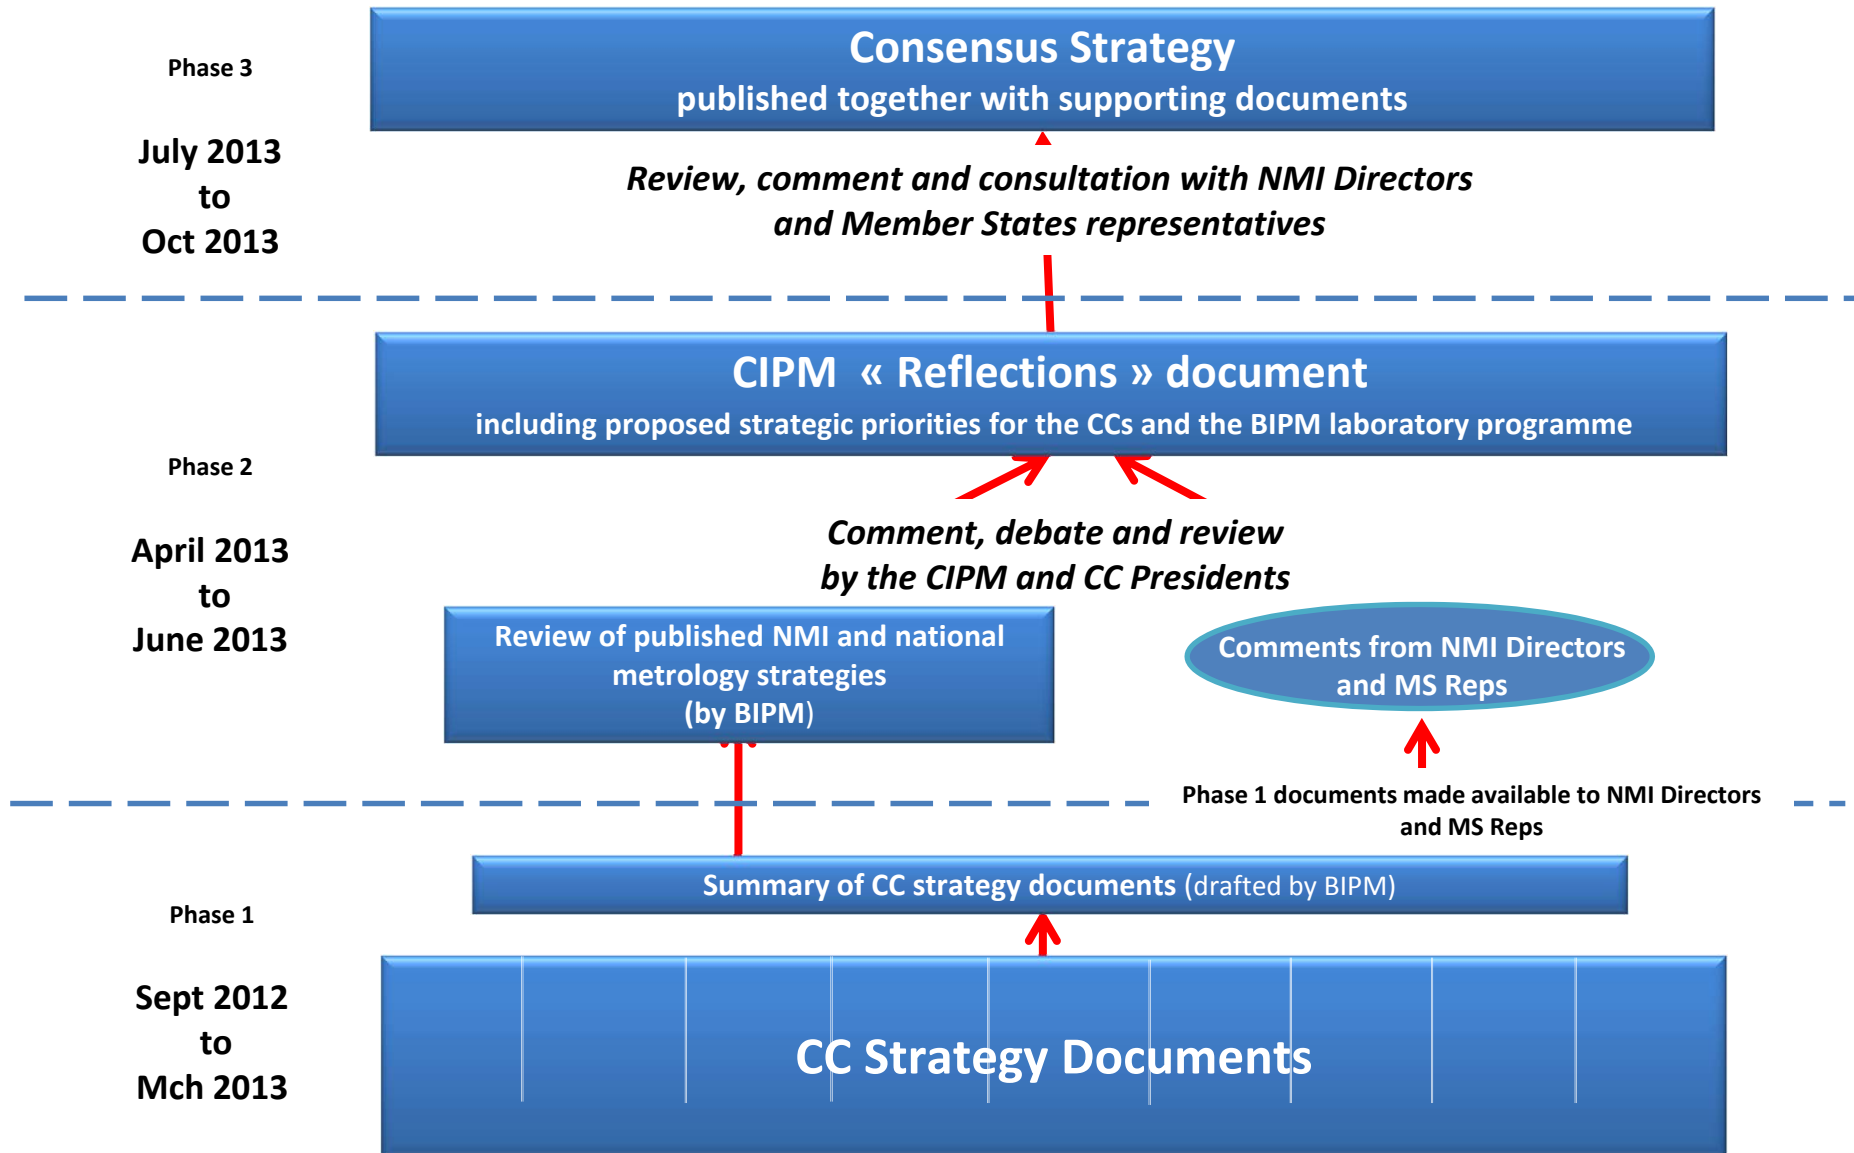 Consensus Strategy
published together with supporting documents
Phase 3
July 2013
to
Oct 2013
Review, comment and consultation with NMI Directors
and Member States representatives
CIPM « Reflections » document
including proposed strategic priorities for the CCs and the BIPM laboratory programme
Phase 2
April 2013
to
June 2013
Comment, debate and review
by the CIPM and CC Presidents
Review of published NMI and national
metrology strategies
(by BIPM)
Comments from NMI Directors
and MS Reps
Phase 1 documents made available to NMI Directors
and MS Reps
Summary of CC strategy documents (drafted by BIPM)
Phase 1
Sept 2012
to
Mch 2013
CC Strategy Documents